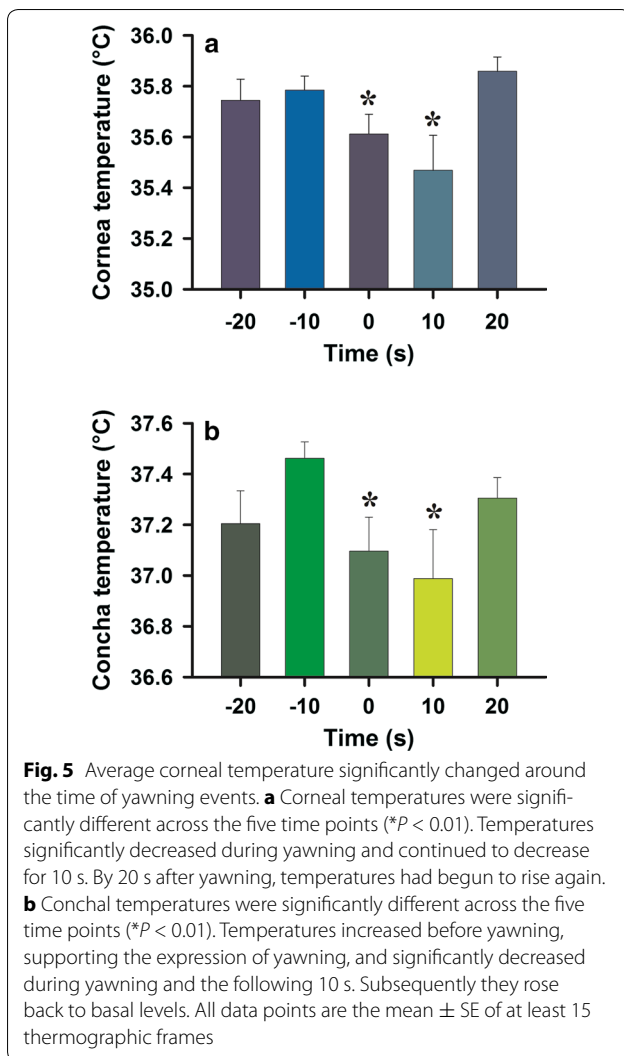 36.0
a
35.8
*
*
35.6
35.4
35.2
35.0
Cornea temperature (°C)
-20 -10 0 10 20
Time (s)
37.6
b
37.4
*
*
37.2
37.0
36.8
36.6
Concha temperature (°C)
-20 -10 0 10 20
Time (s)
Fig. 5 Average corneal temperature significantly changed around
the time of yawning events. a Corneal temperatures were signifi-
cantly different across the five time points (*P < 0.01). Temperatures
significantly decreased during yawning and continued to decrease
for 10 s. By 20 s after yawning, temperatures had begun to rise again.
b Conchal temperatures were significantly different across the five
time points (*P < 0.01). Temperatures increased before yawning,
supporting the expression of yawning, and significantly decreased
during yawning and the following 10 s. Subsequently they rose
back to basal levels. All data points are the mean ± SE of at least 15
thermographic frames